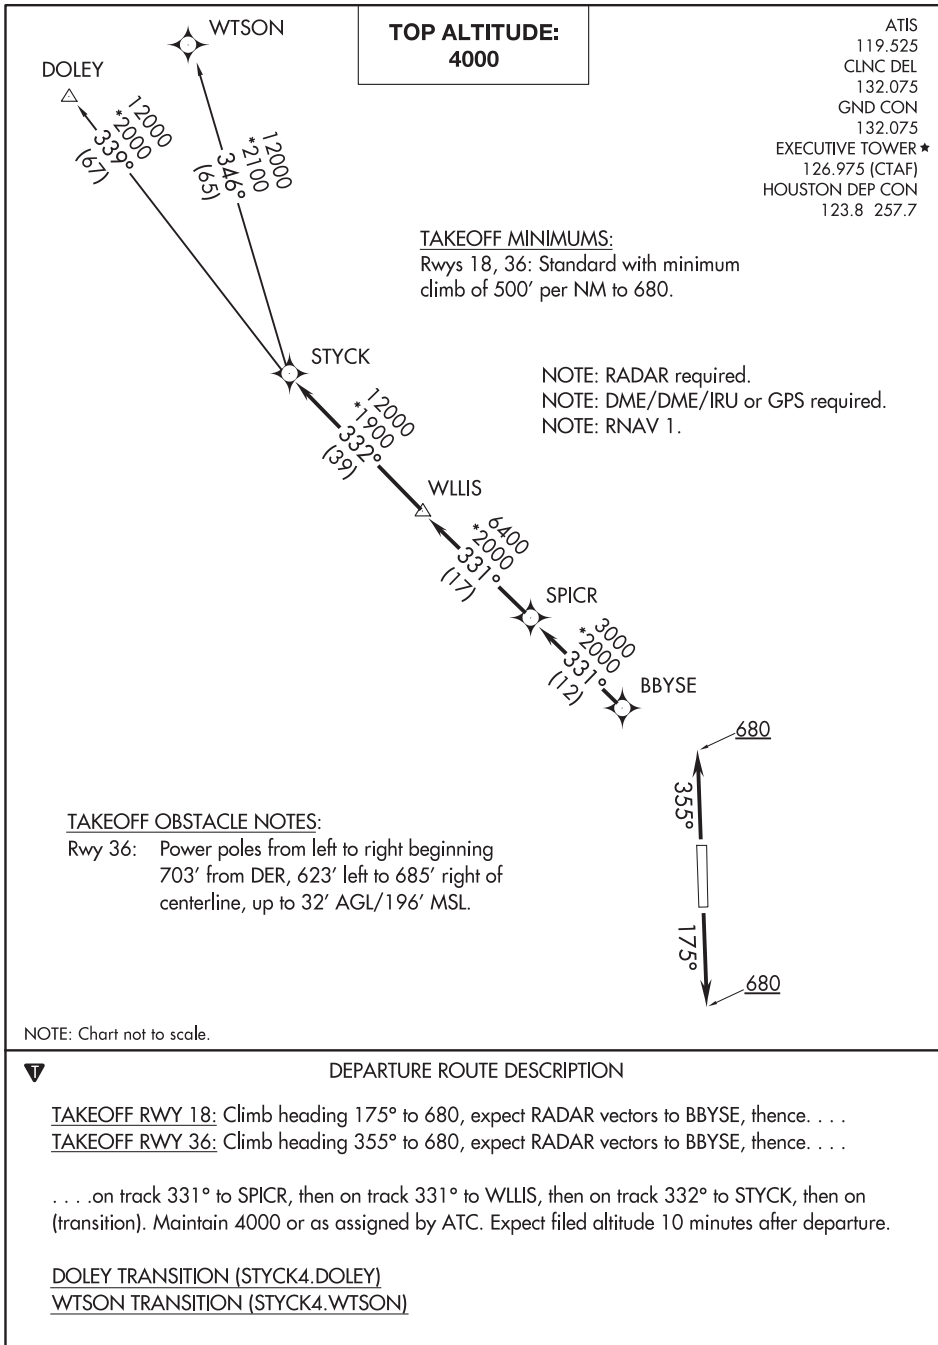 TOP ALTITUDE:
4000
ATIS
119.525
CLNC DEL
132.075
GND CON
132.075
EXECUTIVE TOWER ★
126.975 (CTAF)
HOUSTON DEP CON
123.8 257.7
WTSON
DOLEY
12000
*2000
339°
(67)
12000
*2100
346°
(65)
TAKEOFF MINIMUMS:
Rwys 18, 36: Standard with minimum
climb of 500' per NM to 680.
STYCK
NOTE: RADAR required.
NOTE: DME/DME/IRU or GPS required.
NOTE: RNAV 1.
12000
*1900
332°
(39)
WLLIS
6400
*2000
331°
(17)
SPICR
3000
*2000
331°
(12)
BBYSE
680
355°
175°
680
TAKEOFF OBSTACLE NOTES:
Rwy 36: Power poles from left to right beginning
703' from DER, 623' left to 685' right of
centerline, up to 32' AGL/196' MSL.
NOTE: Chart not to scale.
T
DEPARTURE ROUTE DESCRIPTION
TAKEOFF RWY 18: Climb heading 175° to 680, expect RADAR vectors to BBYSE, thence. . . .
TAKEOFF RWY 36: Climb heading 355° to 680, expect RADAR vectors to BBYSE, thence. . . .
. . . .on track 331° to SPICR, then on track 331° to WLLIS, then on track 332° to STYCK, then on
(transition). Maintain 4000 or as assigned by ATC. Expect filed altitude 10 minutes after departure.
DOLEY TRANSITION (STYCK4.DOLEY)
WTSON TRANSITION (STYCK4.WTSON)